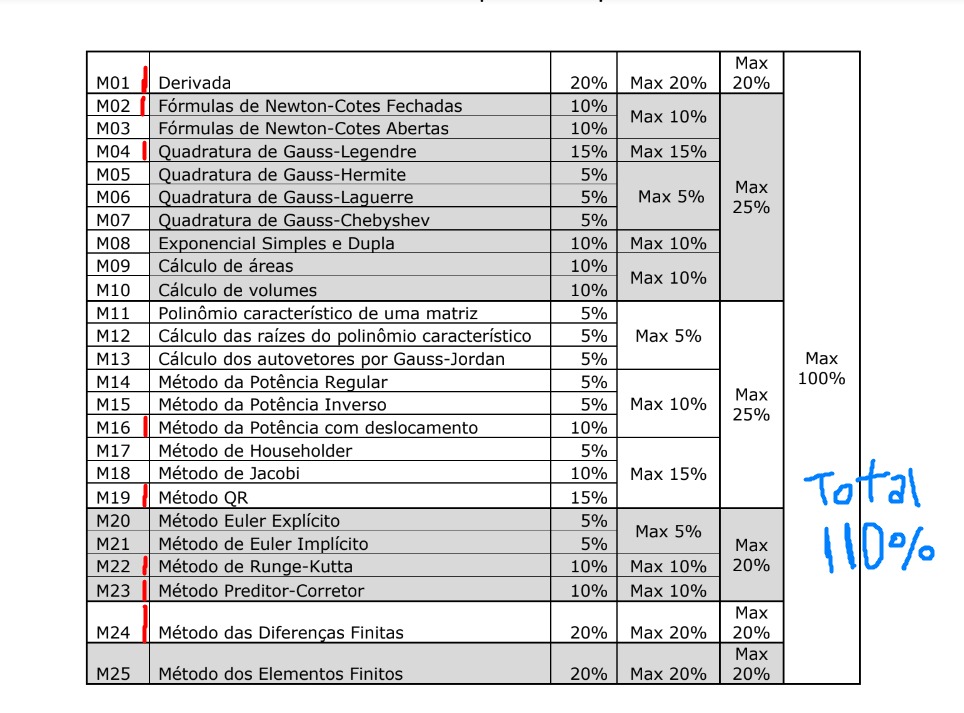 Max
M01 Derivada 20% Max 20% 20%
M02 Fórmulas de Newton-Cotes Fechadas 10%
Max 10%
M03 Fórmulas de Newton-Cotes Abertas 10%
M04 Quadratura de Gauss-Legendre 15% Max 15%
M05 Quadratura de Gauss-Hermite 5%
Max
M06 Quadratura de Gauss-Laguerre 5% Max 5%
25%
M07 Quadratura de Gauss-Chebyshev 5%
M08 Exponencial Simples e Dupla 10% Max 10%
M09 Cálculo de áreas 10%
Max 10%
M10 Cálculo de volumes 10%
M11 Polinômio característico de uma matriz 5%
M12 Cálculo das raízes do polinômio característico 5% Max 5%
M13 Cálculo dos autovetores por Gauss-Jordan 5% Max
100%
M14 Método da Potência Regular 5%
Max
M15 Método da Potência Inverso 5% Max 10%
25%
M16 Método da Potência com deslocamento 10%
M17 Método de Householder 5%
M18 Método de Jacobi 10% Max 15%
M19 Método QR 15%
Total
110%
M20 Método Euler Explícito 5%
Max 5%
M21 Método de Euler Implícito 5% Max
M22 Método de Runge-Kutta 10% Max 10% 20%
M23 Método Preditor-Corretor 10% Max 10%
Max
M24 Método das Diferenças Finitas 20% Max 20% 20%
Max
M25 Método dos Elementos Finitos 20% Max 20% 20%